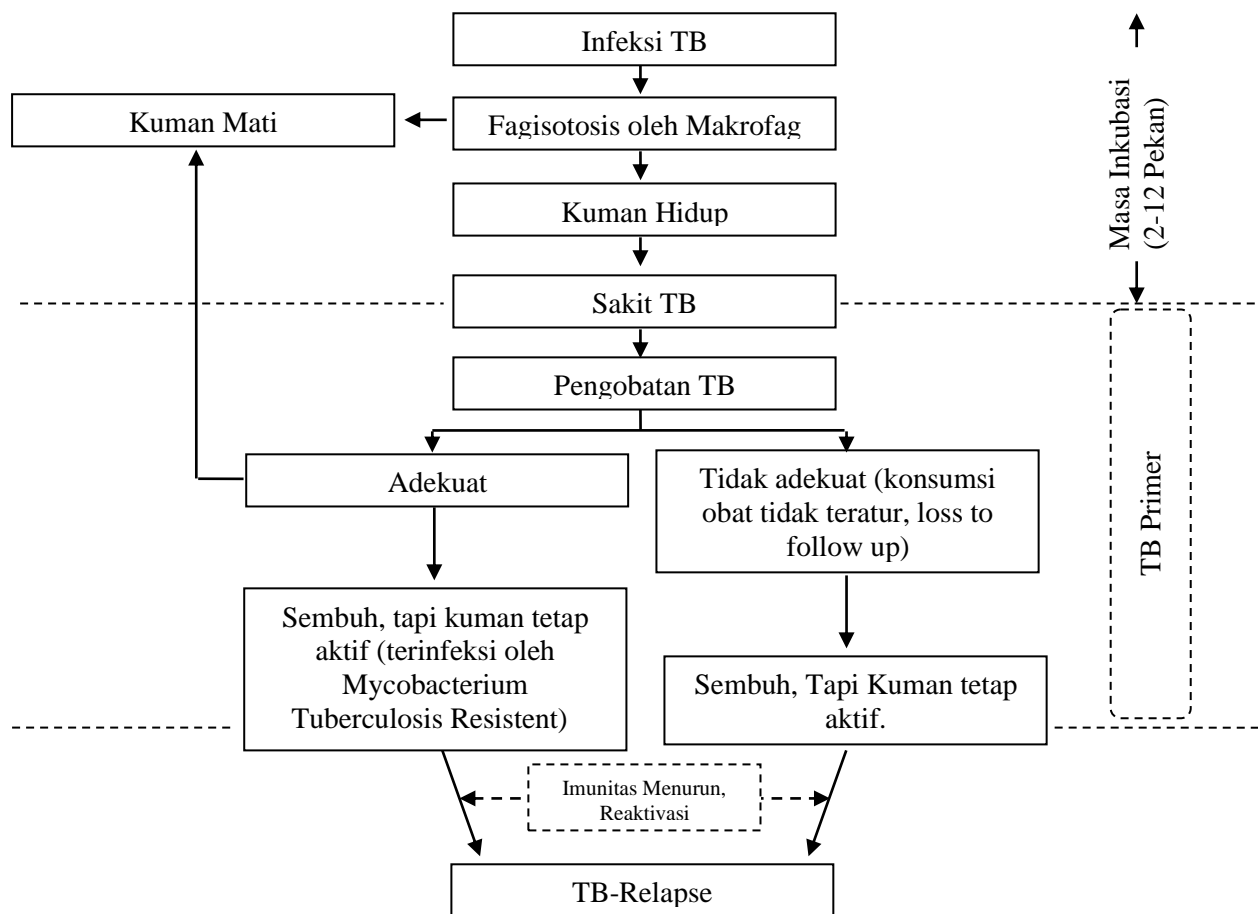 Infeksi TB
Kuman Mati
Fagisotosis oleh Makrofag
Kuman Hidup
Masa Inkubasi
(2-12 Pekan)
Sakit TB
Pengobatan TB
Adekuat
Tidak adekuat (konsumsi
obat tidak teratur, loss to
follow up)
TB Primer
Sembuh, tapi kuman tetap
aktif (terinfeksi oleh
Mycobacterium
Tuberculosis Resistent)
Sembuh, Tapi Kuman tetap
aktif.
Imunitas Menurun,
Reaktivasi
TB-Relapse